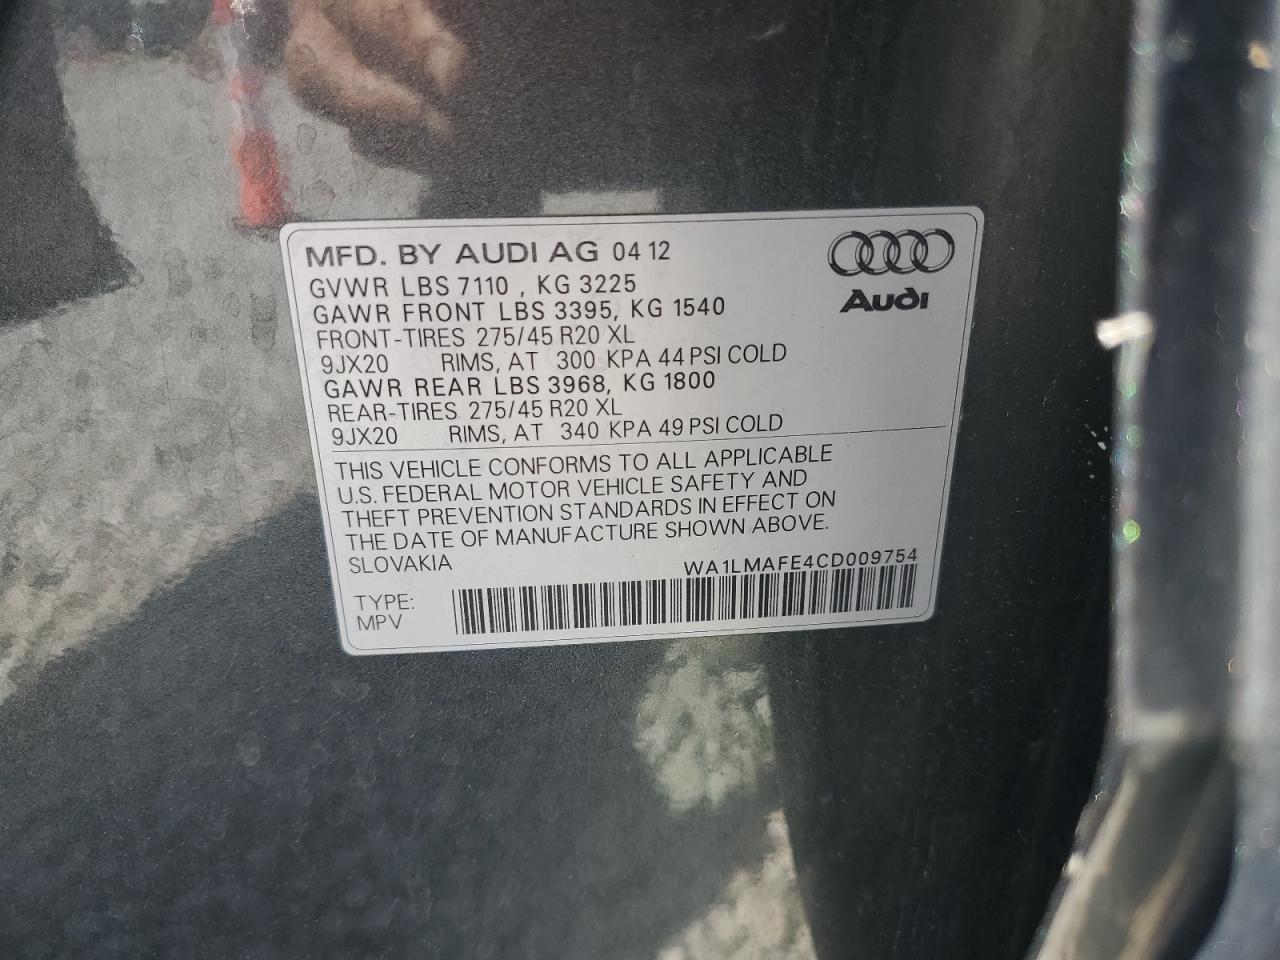 MFD. BY AUDI AG 04 12
GVWR LBS 7110 , KG 3225
GAWR FRONT LBS 3395, KG 1540
FRONT-TIRES 275/45 R20 XL
9JX20 RIMS, AT 300 KPA 44 PSI COLD
GAWR REAR LBS 3968, KG 1800
REAR-TIRES 275/45 R20 XL
9JX20 RIMS, AT 340 KPA 49 PSI COLD
Audi
THIS VEHICLE CONFORMS TO ALL APPLICABLE
U.S. FEDERAL MOTOR VEHICLE SAFETY AND
THEFT PREVENTION STANDARDS IN EFFECT ON
THE DATE OF MANUFACTURE SHOWN ABOVE.
SLOVAKIA WA1LMAFE4CD009754
TYPE:
MPV